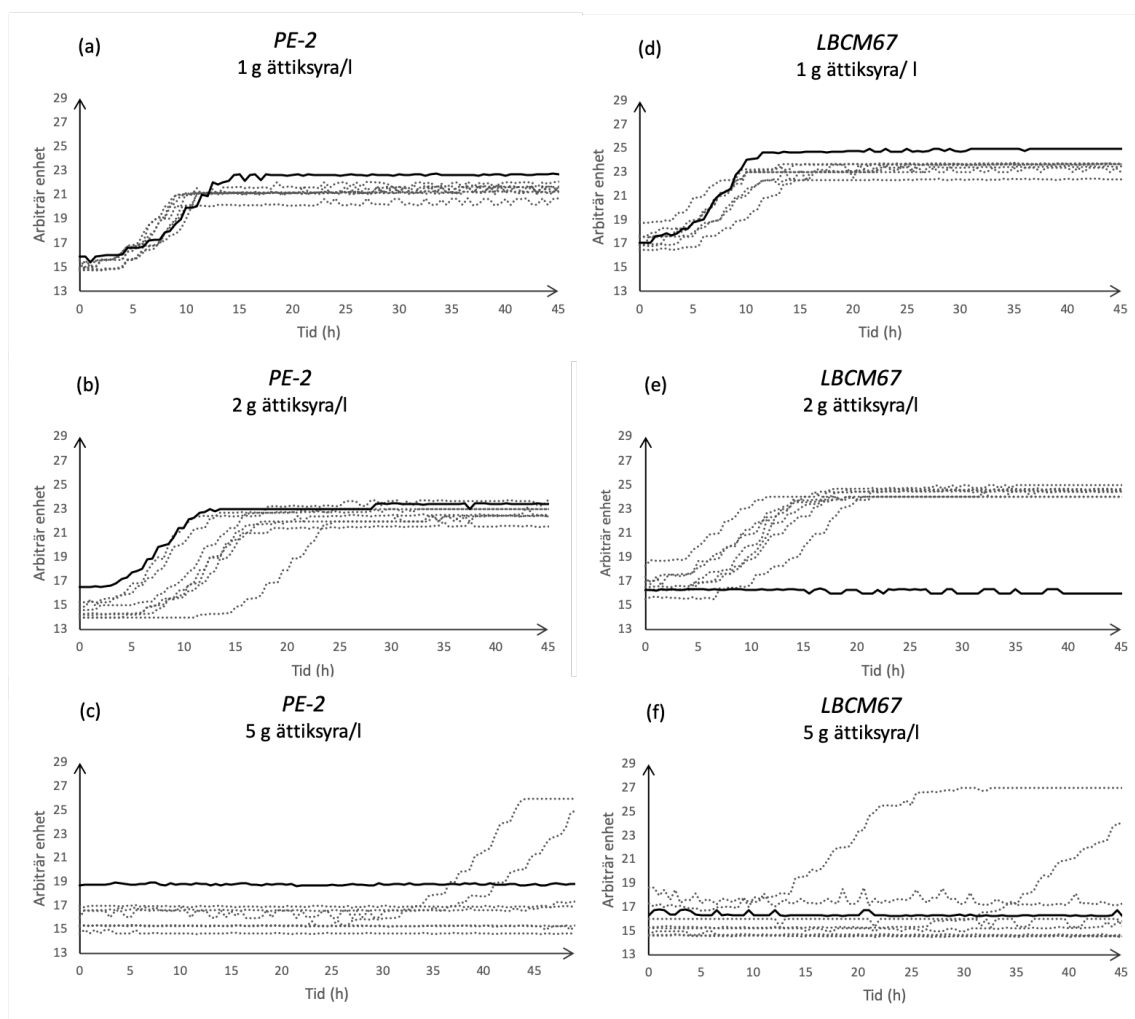 (a)
PE-2
1 g ättiksyra/l
29
27
25
23
21
19
17
15
13
Arbiträr enhet
0 5 10 15 20 25 30 35 40 45
Tid (h)
(d)
LBCM67
1 g ättiksyra/ l
29
27
25
23
21
19
17
15
13
Arbiträr enhet
0 5 10 15 20 25 30 35 40 45
Tid (h)
(b)
PE-2
2 g ättiksyra/l
29
27
25
23
21
19
17
15
13
Arbiträr enhet
0 5 10 15 20 25 30 35 40 45
Tid (h)
(e)
LBCM67
2 g ättiksyra/l
29
27
25
23
21
19
17
15
13
Arbiträr enhet
0 5 10 15 20 25 30 35 40 45
Tid (h)
(c)
PE-2
5 g ättiksyra/l
29
27
25
23
21
19
17
15
13
Arbiträr enhet
0 5 10 15 20 25 30 35 40 45
Tid (h)
(f)
LBCM67
5 g ättiksyra/l
29
27
25
23
21
19
17
15
13
Arbiträr enhet
0 5 10 15 20 25 30 35 40 45
Tid (h)